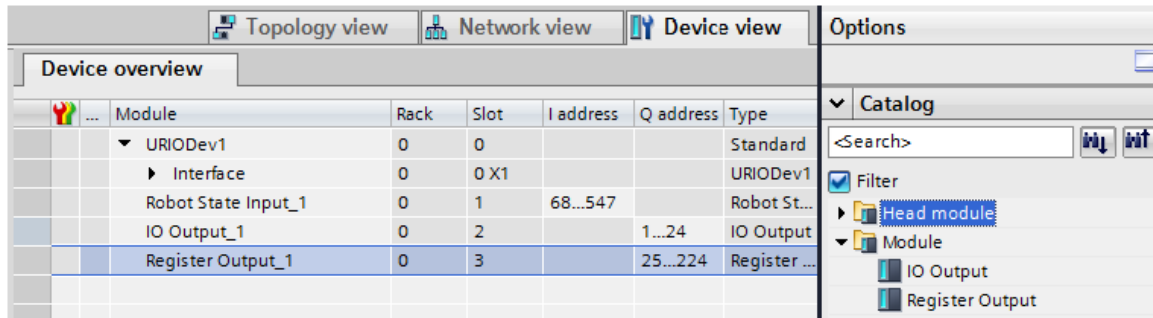 Topology view Network view Device view Options
Device overview
... Module Rack Slot I address Q address Type
Catalog
URIODev1 0 0 Standard
<Search>
Interface 0 0 X1 URIODev1
Filter
Robot State Input_1 0 1 68...547 Robot St...
Head module
IO Output_1 0 2 1...24 IO Output
Module
Register Output_1 0 3 25...224 Register ...
IO Output
Register Output